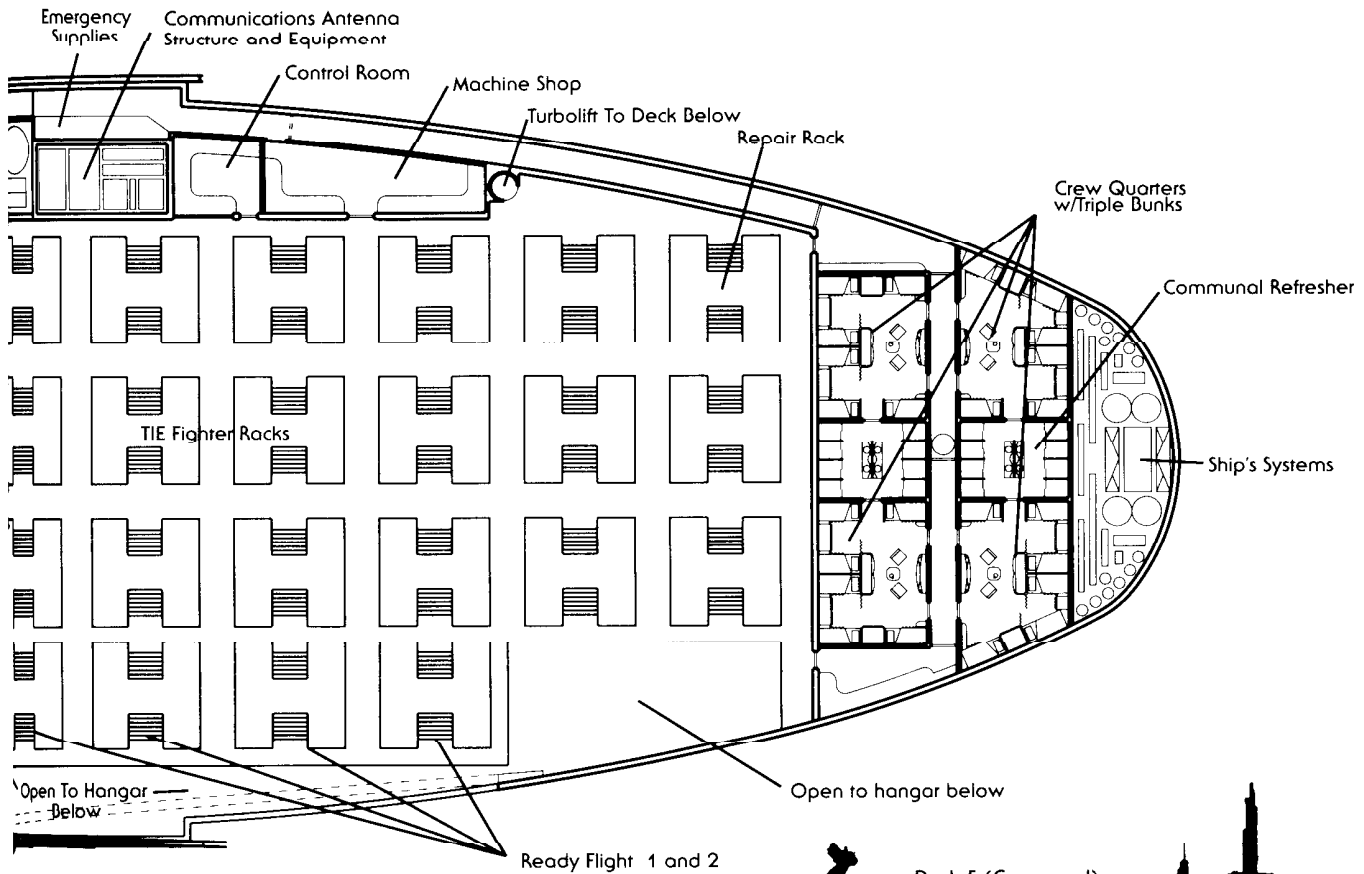 Emergency
Supplies
Communications Antenna
Structure and Equipment
Control Room
Machine Shop
Turbolift To Deck Below
Repair Rack
Crew Quarters
w/Triple Bunks
Communal Refresher
TIE Fighter Racks
Ship's Systems
Open To Hangar
Below
Open to hangar below
Ready Flight 1 and 2